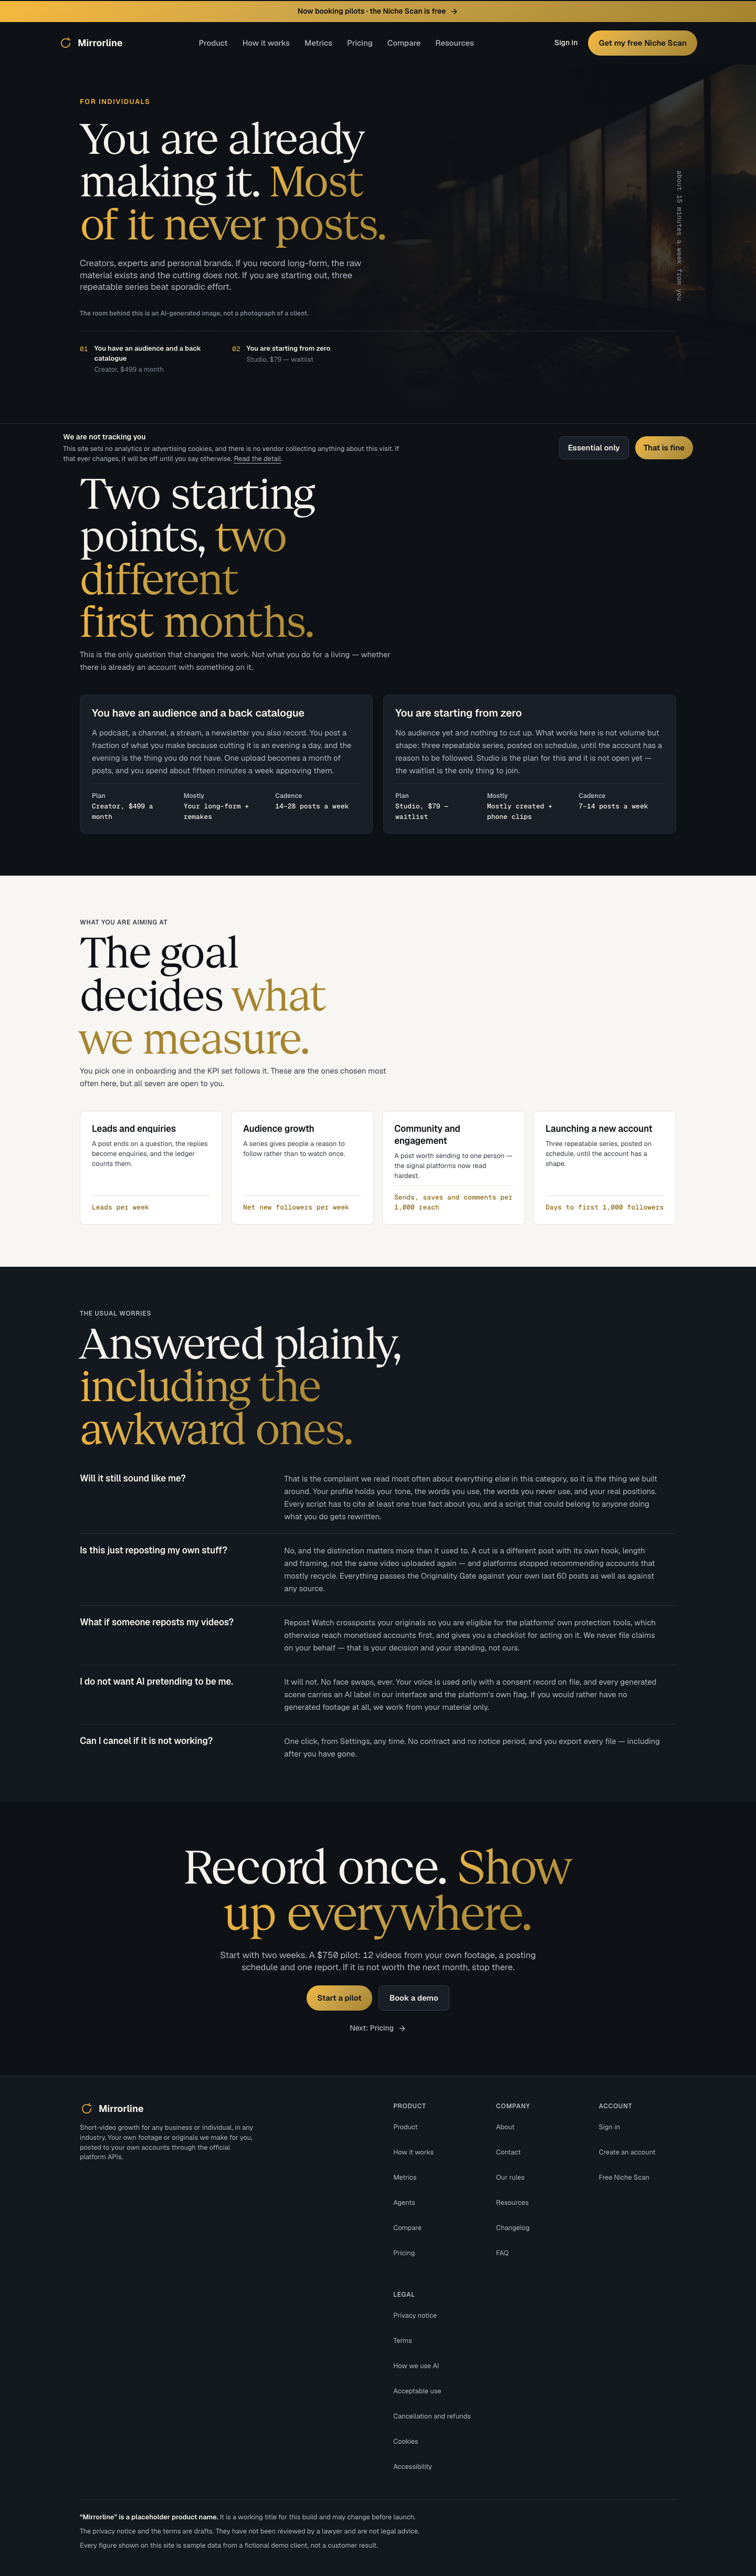 Now booking pilots · the Niche Scan is free →
Mirrorline
Product
How it works
Metrics
Pricing
Compare
Resources
Sign in
Get my free Niche Scan
FOR INDIVIDUALS
You are already
making it. Most
of it never posts.
Creators, experts and personal brands. If you record long-form, the raw
material exists and the cutting does not. If you are starting out, three
repeatable series beat sporadic effort.
The room behind this is an AI-generated image, not a photograph of a client.
about 15 minutes a week from you
01 You have an audience and a back
catalogue
Creator, $499 a month
02 You are starting from zero
Studio, $79 — waitlist
We are not tracking you
This site sets no analytics or advertising cookies, and there is no vendor collecting anything about this visit. If
that ever changes, it will be off until you say otherwise. Read the detail.
Essential only
That is fine
Two starting
points, two
different
first months.
This is the only question that changes the work. Not what you do for a living — whether
there is already an account with something on it.
You have an audience and a back catalogue
A podcast, a channel, a stream, a newsletter you also record. You post a
fraction of what you make because cutting it is an evening a day, and the
evening is the thing you do not have. One upload becomes a month of
posts, and you spend about fifteen minutes a week approving them.
Plan
Creator, $499 a
month
Mostly
Your long-form +
remakes
Cadence
14–28 posts a week
You are starting from zero
No audience yet and nothing to cut up. What works here is not volume but
shape: three repeatable series, posted on schedule, until the account has a
reason to be followed. Studio is the plan for this and it is not open yet —
the waitlist is the only thing to join.
Plan
Studio, $79 —
waitlist
Mostly
Mostly created +
phone clips
Cadence
7–14 posts a week
WHAT YOU ARE AIMING AT
The goal
decides what
we measure.
You pick one in onboarding and the KPI set follows it. These are the ones chosen most
often here, but all seven are open to you.
Leads and enquiries
A post ends on a question, the replies
become enquiries, and the ledger
counts them.
Leads per week
Audience growth
A series gives people a reason to
follow rather than to watch once.
Net new followers per week
Community and
engagement
A post worth sending to one person —
the signal platforms now read
hardest.
Sends, saves and comments per
1,000 reach
Launching a new account
Three repeatable series, posted on
schedule, until the account has a
shape.
Days to first 1,000 followers
THE USUAL WORRIES
Answered plainly,
including the
awkward ones.
Will it still sound like me?
That is the complaint we read most often about everything else in this category, so it is the thing we built
around. Your profile holds your tone, the words you use, the words you never use, and your real positions.
Every script has to cite at least one true fact about you, and a script that could belong to anyone doing
what you do gets rewritten.
Is this just reposting my own stuff?
No, and the distinction matters more than it used to. A cut is a different post with its own hook, length
and framing, not the same video uploaded again — and platforms stopped recommending accounts that
mostly recycle. Everything passes the Originality Gate against your own last 60 posts as well as against
any source.
What if someone reposts my videos?
Repost Watch crossposts your originals so you are eligible for the platforms' own protection tools, which
otherwise reach monetised accounts first, and gives you a checklist for acting on it. We never file claims
on your behalf — that is your decision and your standing, not ours.
I do not want AI pretending to be me.
It will not. No face swaps, ever. Your voice is used only with a consent record on file, and every generated
scene carries an AI label in our interface and the platform's own flag. If you would rather have no
generated footage at all, we work from your material only.
Can I cancel if it is not working?
One click, from Settings, any time. No contract and no notice period, and you export every file — including
after you have gone.
Record once. Show
up everywhere.
Start with two weeks. A $750 pilot: 12 videos from your own footage, a posting
schedule and one report. If it is not worth the next month, stop there.
Start a pilot
Book a demo
Next: Pricing →
Mirrorline
Short-video growth for any business or individual, in any
industry. Your own footage or originals we make for you,
posted to your own accounts through the official
platform APIs.
PRODUCT
Product
How it works
Metrics
Agents
Compare
Pricing
COMPANY
About
Contact
Our rules
Resources
Changelog
FAQ
ACCOUNT
Sign in
Create an account
Free Niche Scan
LEGAL
Privacy notice
Terms
How we use AI
Acceptable use
Cancellation and refunds
Cookies
Accessibility
"Mirrorline" is a placeholder product name. It is a working title for this build and may change before launch.
The privacy notice and the terms are drafts. They have not been reviewed by a lawyer and are not legal advice.
Every figure shown on this site is sample data from a fictional demo client, not a customer result.